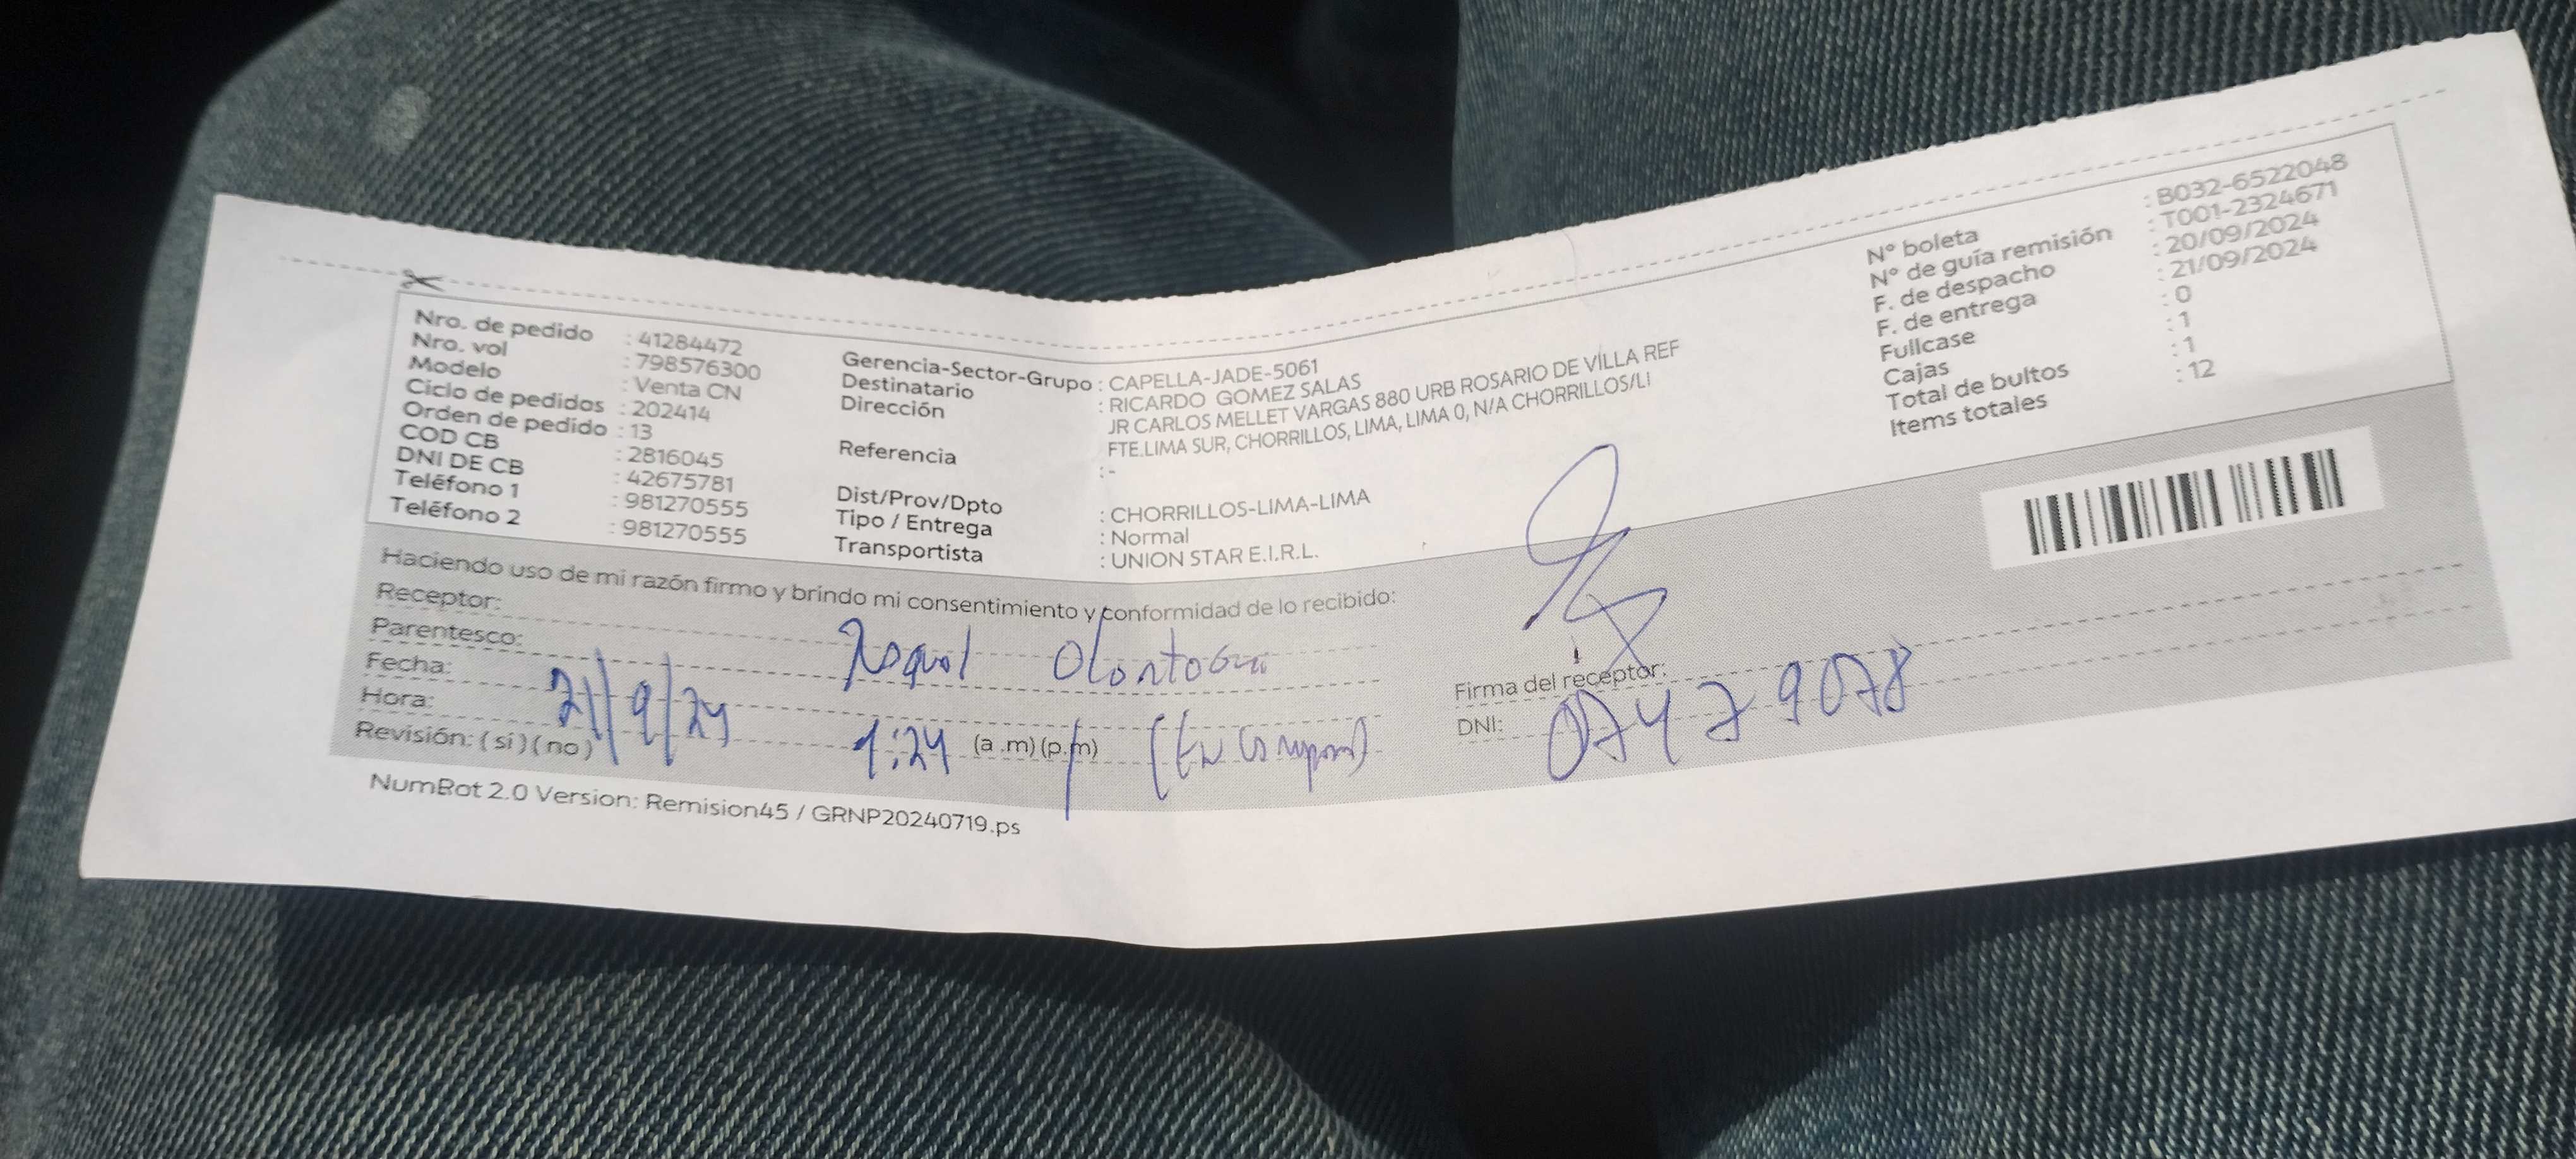 Nro. de pedido : 41284472
Nro. vol : 798576300
Modelo : Venta CN
Ciclo de pedidos : 202414
Orden de pedido : 13
COD CB : 2816045
DNI DE CB : 42675781
Teléfono 1 : 981270555
Teléfono 2 : 981270555
Gerencia-Sector-Grupo : CAPELLA-JADE-5061
Destinatario : RICARDO GOMEZ SALAS
Dirección JR CARLOS MELLET VARGAS 880 URB ROSARIO DE VILLA REF
FTE.LIMA SUR, CHORRILLOS, LIMA, LIMA 0, N/A CHORRILLOS/LI
Referencia : -
Dist/Prov/Dpto : CHORRILLOS-LIMA-LIMA
Tipo / Entrega : Normal
Transportista : UNION STAR E.I.R.L.
N° boleta : B032-6522048
N° de guía remisión : T001-2324671
F. de despacho : 20/09/2024
F. de entrega : 21/09/2024
Fullcase : 0
Cajas : 1
Total de bultos : 1
Items totales : 12
Haciendo uso de mi razón firmo y brindo mi consentimiento y conformidad de lo recibido:
Receptor:
Parentesco:
Fecha: 21/9/24
Hora: 1:24 (a .m) (p.m)
Revisión: ( sí ) ( no )
Firma del receptor:
DNI: 07479078
NumBot 2.0 Version: Remision45 / GRNP20240719.ps